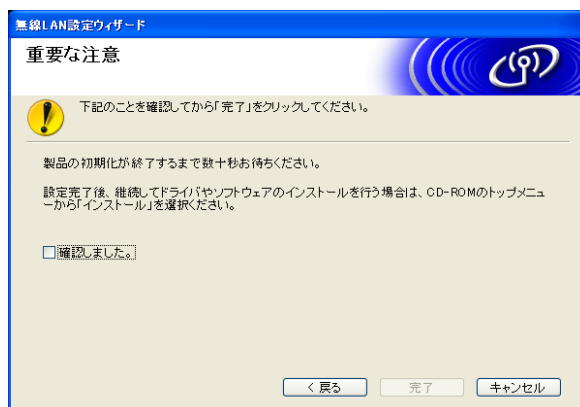 無線LAN設定ウィザード
重要な注意
下記のことを確認してから「完了」をクリックしてください。
製品の初期化が終了するまで数十秒お待ちください。
設定完了後、継続してドライバやソフトウェアのインストールを行う場合は、CD-ROMのトップメニュ
ーから「インストール」を選択ください。
確認しました。
< 戻る
完了
キャンセル